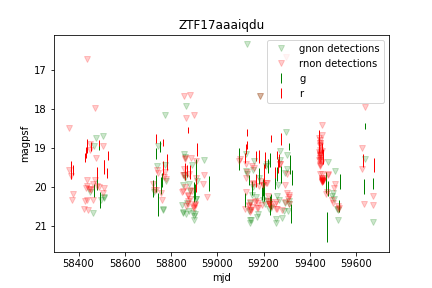 ZTF17aaaiqdu
gnon detections
rnon detections
g
r
magpsf
17
18
19
20
21
58400 58600 58800 59000 59200 59400 59600
mjd